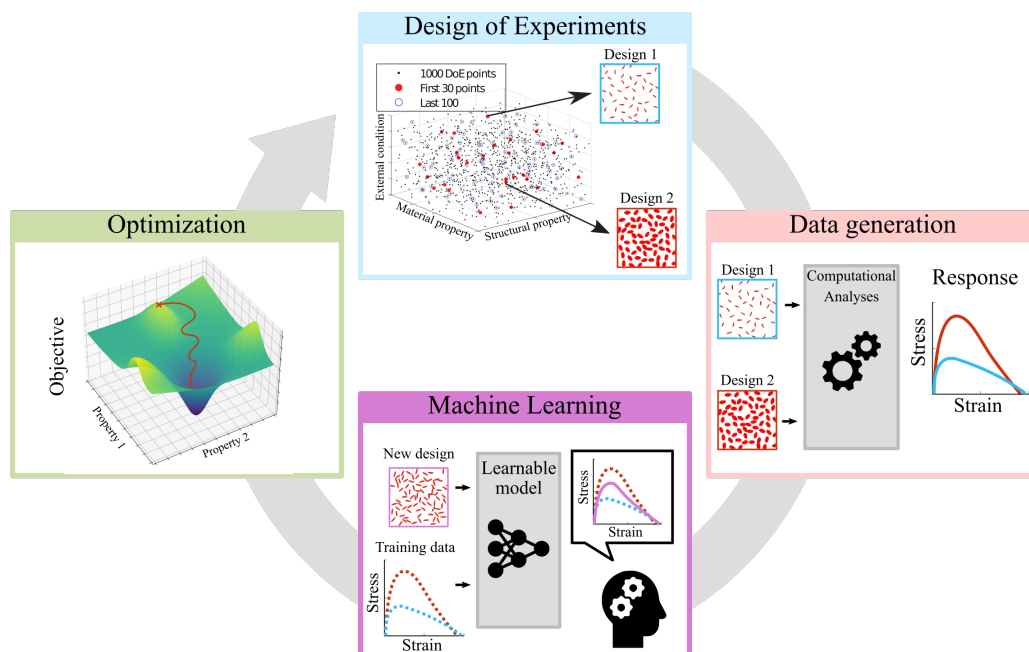 Design of Experiments
1000 DoE points
First 30 points
Last 100
External condition
Material property
Structural property
Design 1
Design 2
Data generation
Design 1
Design 2
Computational
Analyses
Response
Stress
Strain
Machine Learning
New design
Training data
Stress
Strain
Learnable
model
Stress
Strain
Optimization
Objective
Property 1
Property 2